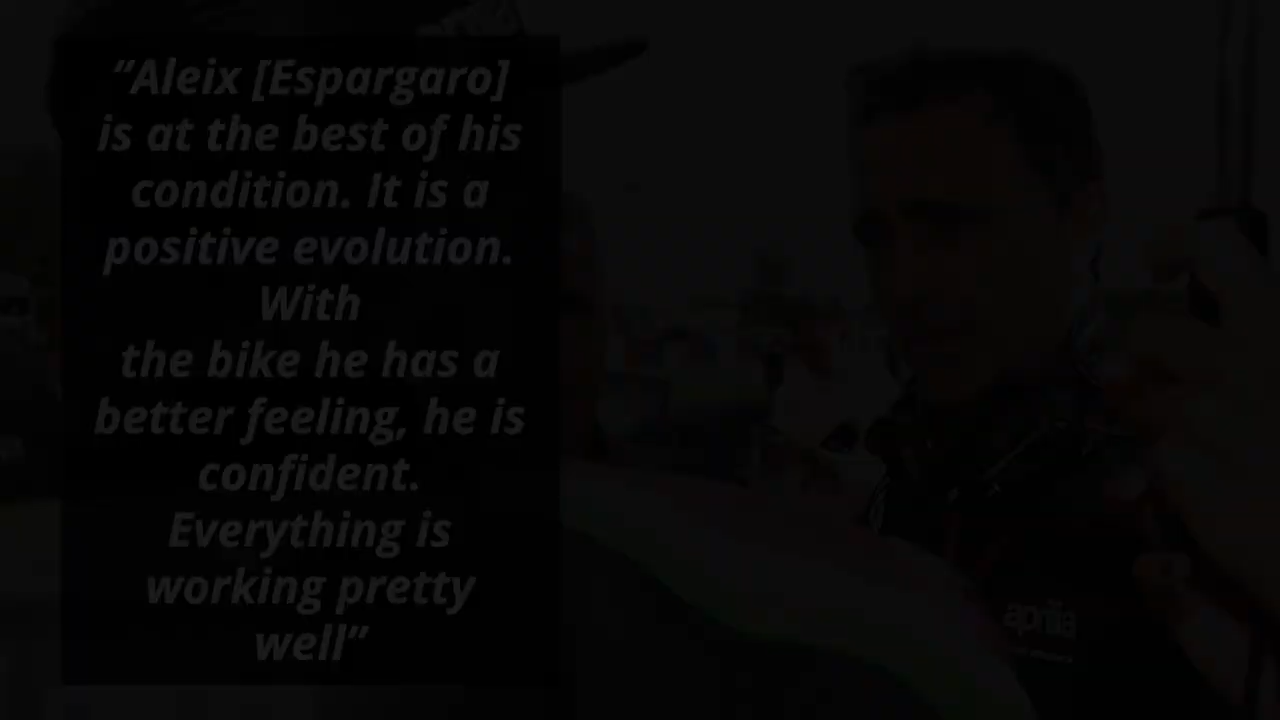 “Aleix [Espargaro]
is at the best of his
condition. It is a
positive evolution.
With
the bike he has a
better feeling, he is
confident.
Everything is
working pretty
well”
aprilia